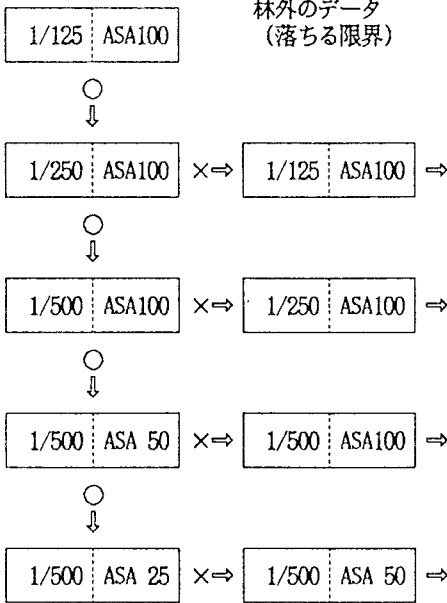 林外のデータ
(落ちる限界)
1/125 ASA100
○
⇩
1/250 ASA100 ×⇒ 1/125 ASA100 ⇒
○
⇩
1/500 ASA100 ×⇒ 1/250 ASA100 ⇒
○
⇩
1/500 ASA 50 ×⇒ 1/500 ASA100 ⇒
○
⇩
1/500 ASA 25 ×⇒ 1/500 ASA 50 ⇒